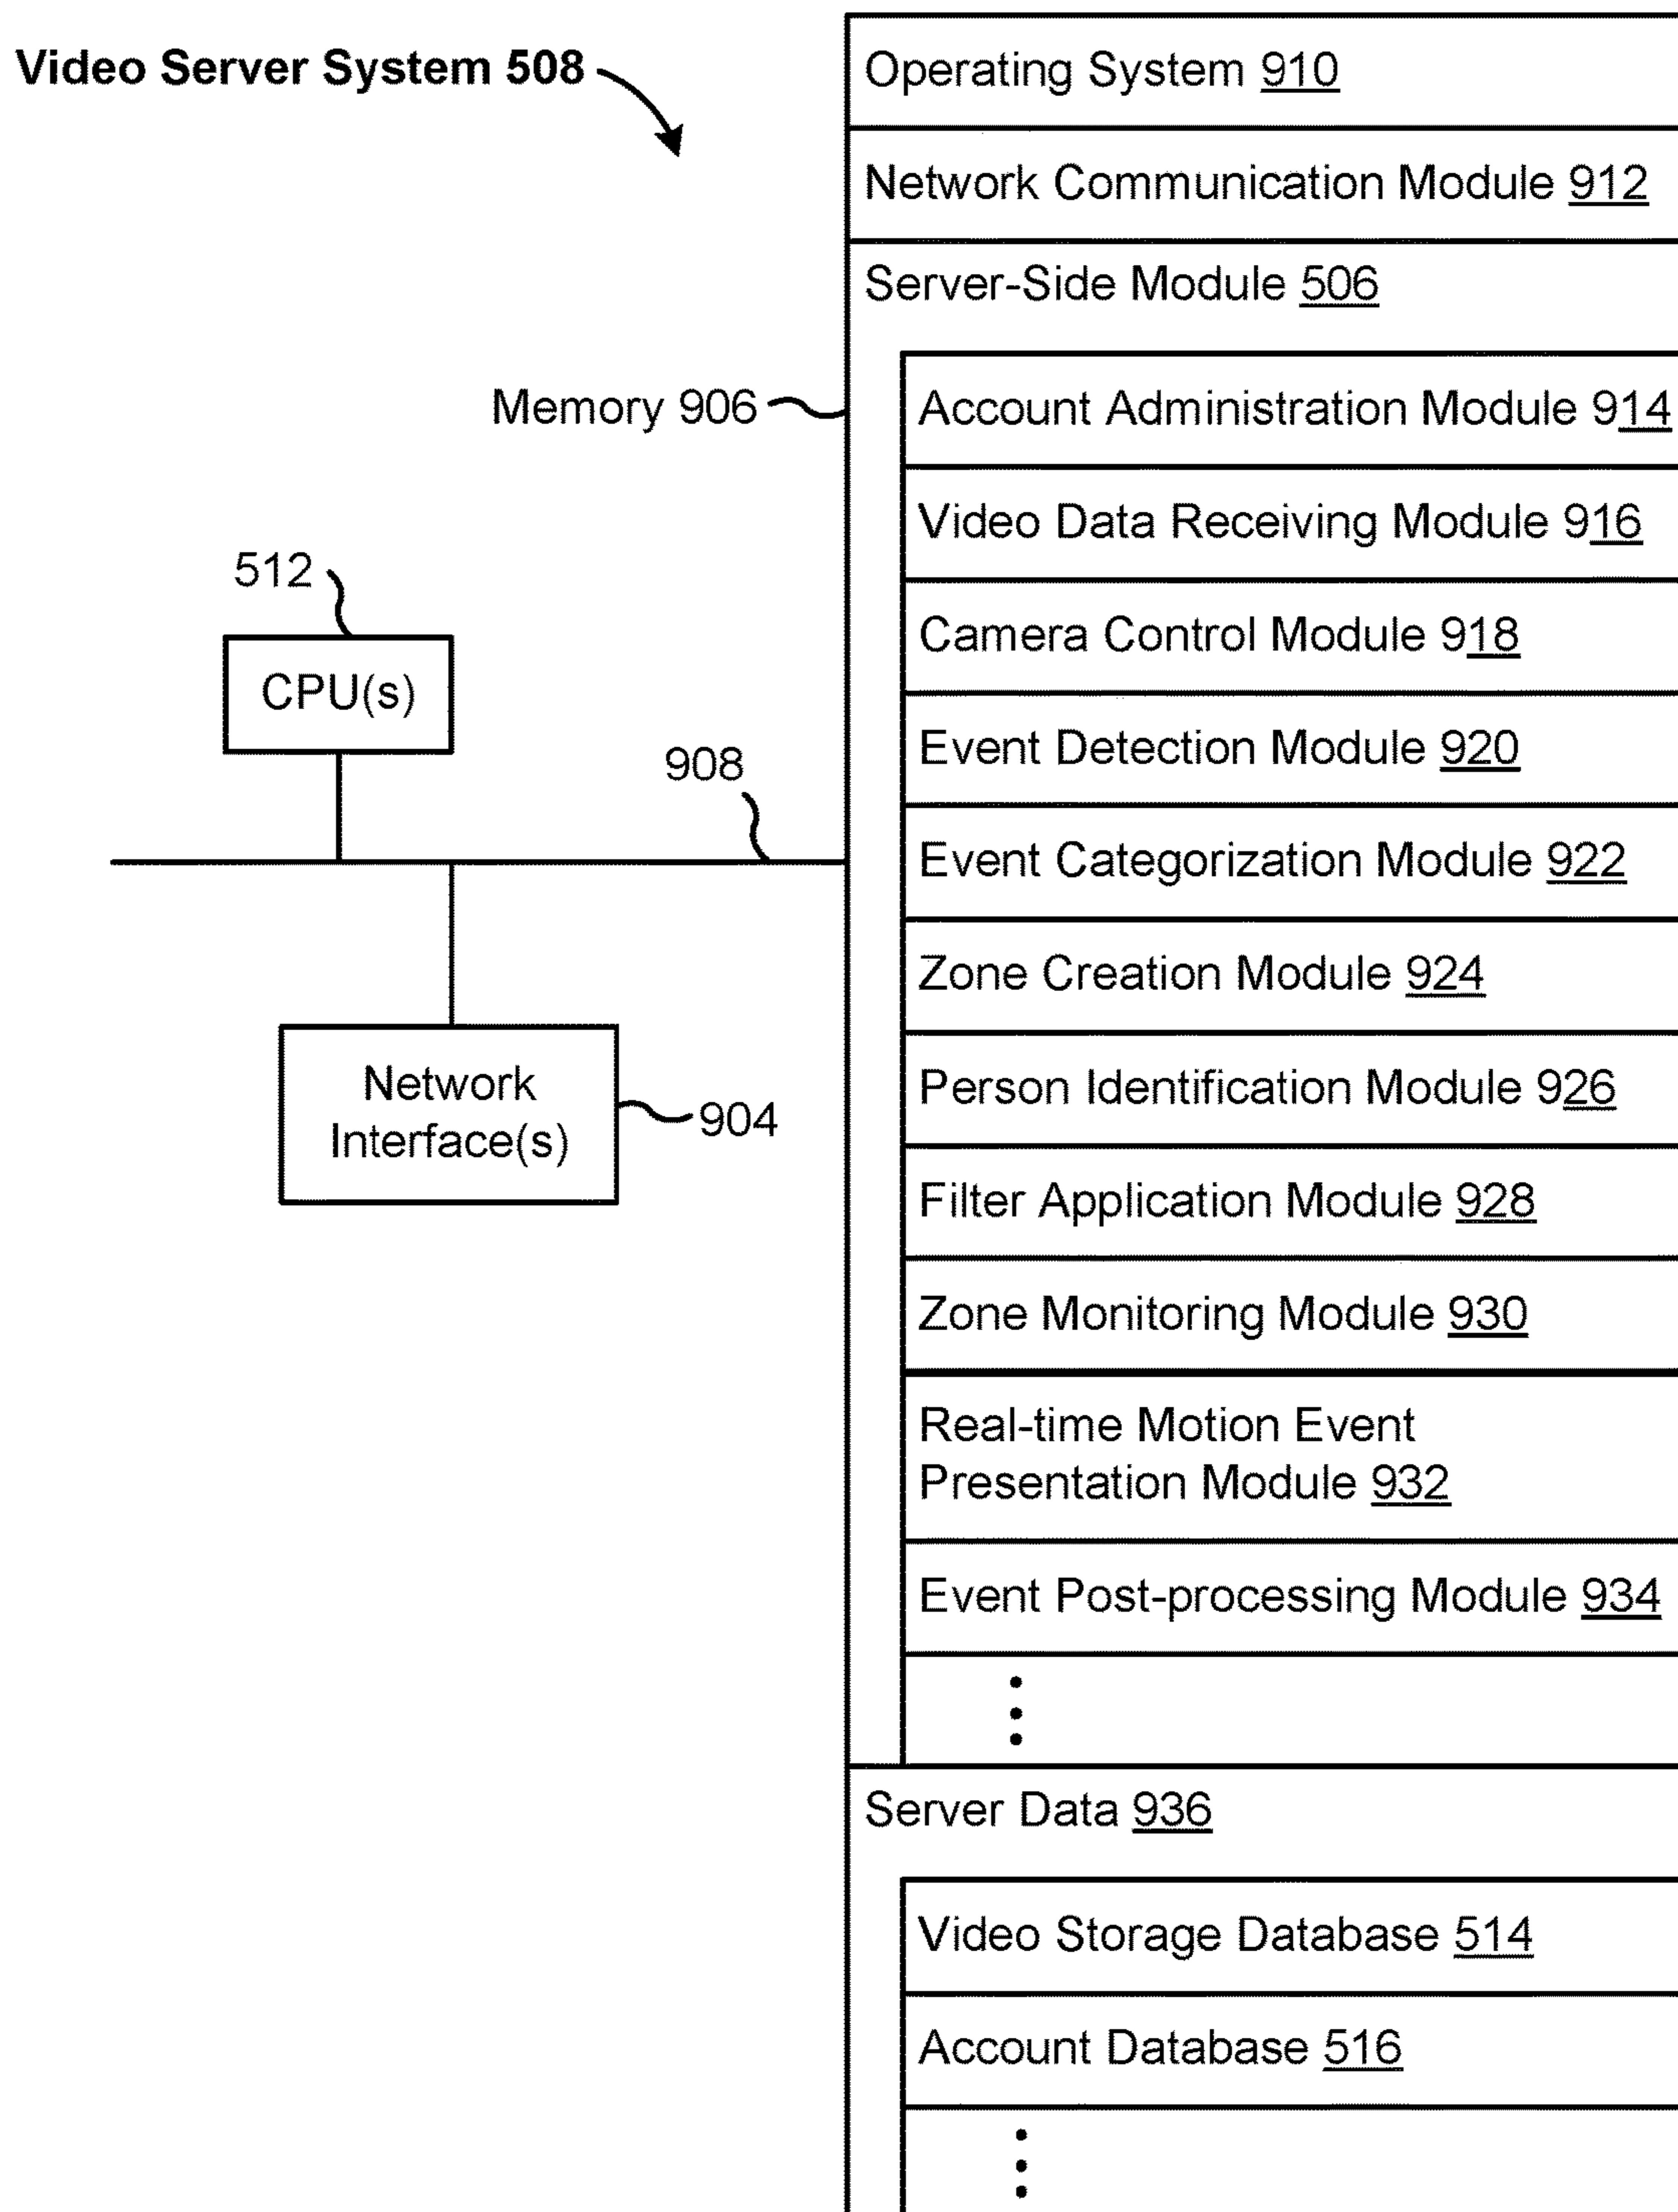 Video Server System 508
Operating System 910
Network Communication Module 912
Server-Side Module 506
Memory 906
Account Administration Module 914
Video Data Receiving Module 916
512
Camera Control Module 918
CPU(s)
Event Detection Module 920
908
Event Categorization Module 922
Zone Creation Module 924
Network
Interface(s)
904
Person Identification Module 926
Filter Application Module 928
Zone Monitoring Module 930
Real-time Motion Event
Presentation Module 932
Event Post-processing Module 934
Server Data 936
Video Storage Database 514
Account Database 516